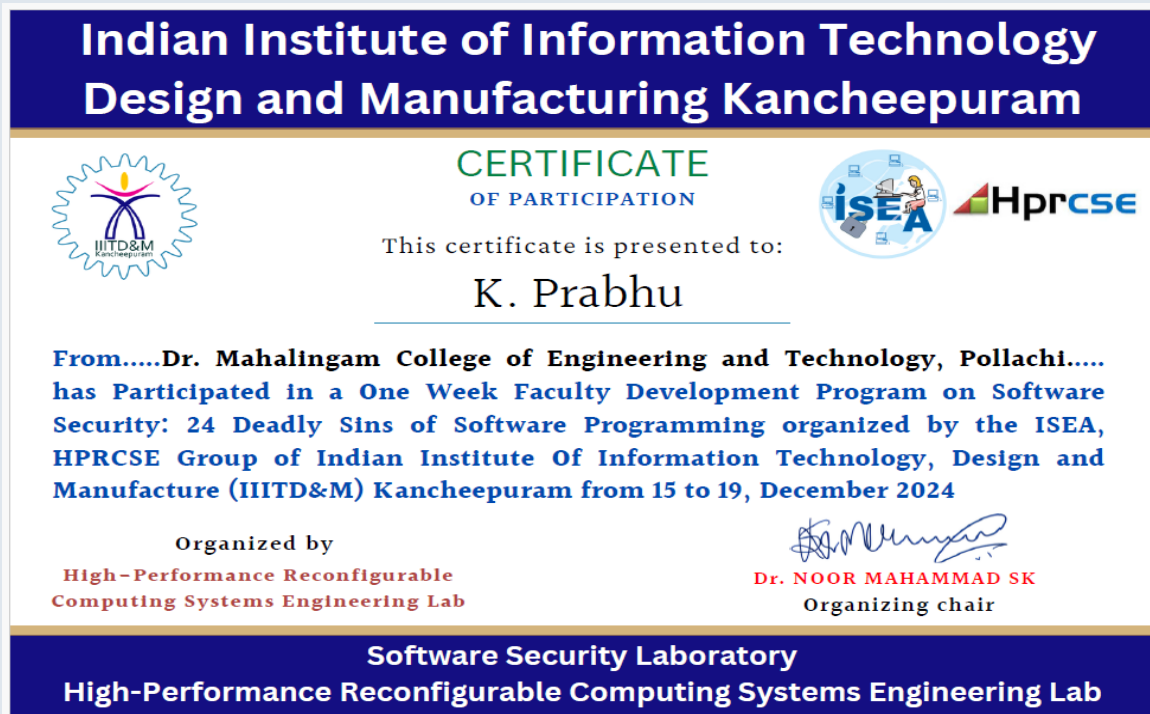 Indian Institute of Information Technology
Design and Manufacturing Kancheepuram
IIITD&M
Kancheepuram
CERTIFICATE
OF PARTICIPATION
iSEA
Hprcse
This certificate is presented to:
K. Prabhu
From.....Dr. Mahalingam College of Engineering and Technology, Pollachi.....
has Participated in a One Week Faculty Development Program on Software
Security: 24 Deadly Sins of Software Programming organized by the ISEA,
HPRCSE Group of Indian Institute Of Information Technology, Design and
Manufacture (IIITD&M) Kancheepuram from 15 to 19, December 2024
Organized by
High-Performance Reconfigurable
Computing Systems Engineering Lab
Dr. NOOR MAHAMMAD SK
Organizing chair
Software Security Laboratory
High-Performance Reconfigurable Computing Systems Engineering Lab